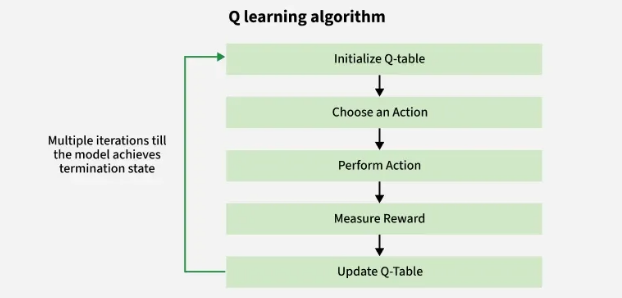 Q learning algorithm
Initialize Q-table
Choose an Action
Multiple iterations till
the model achieves
termination state
Perform Action
Measure Reward
Update Q-Table